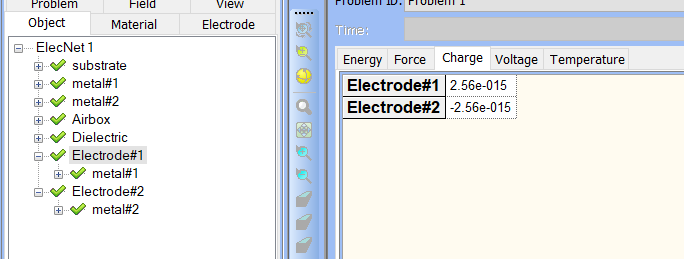 Problem Field View
Object Material Electrode
ElecNet 1
substrate
metal#1
metal#2
Airbox
Dielectric
Electrode#1
metal#1
Electrode#2
metal#2
Problem ID: Problem 1
Time:
Energy Force Charge Voltage Temperature
Electrode#1 2.56e-015
Electrode#2 -2.56e-015